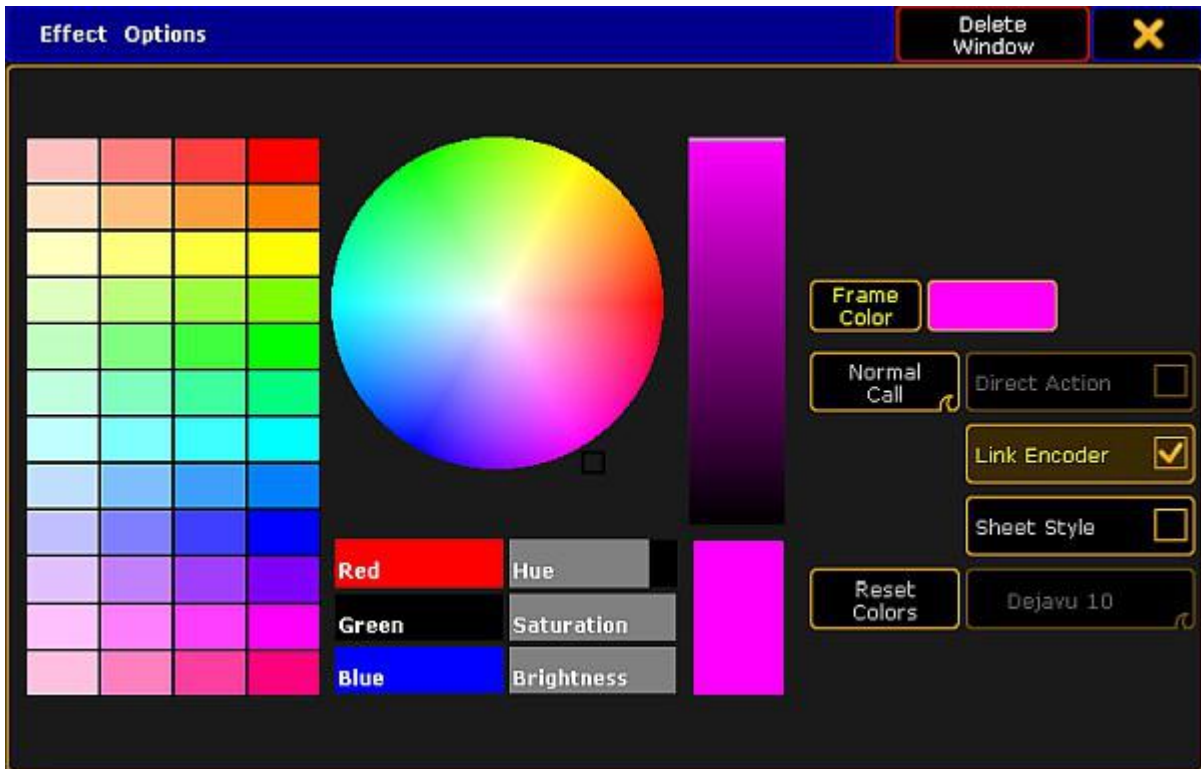 Effect Options
Delete
Window
Frame
Color
Normal
Call
Direct Action
Link Encoder
Sheet Style
Red
Hue
Reset
Colors
Dejavu 10
Green
Saturation
Blue
Brightness